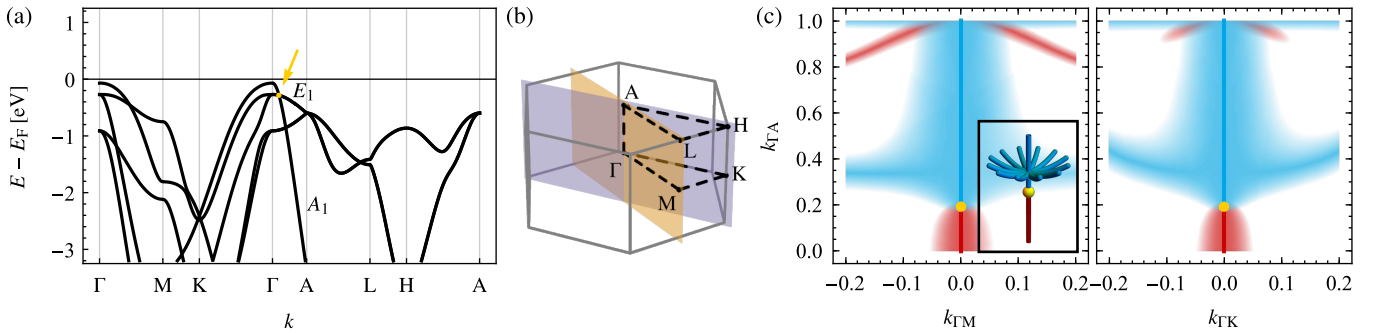 (a)
1
0
−1
−2
−3
E − E_F [eV]
E₁
A₁
Γ M K Γ A L H A
k
(b)
A
H
L
Γ
K
M
(c)
1.0
0.8
0.6
0.4
0.2
0.0
k_ΓA
−0.2 −0.1 0.0 0.1 0.2
k_ΓM
−0.2 −0.1 0.0 0.1 0.2
k_ΓK